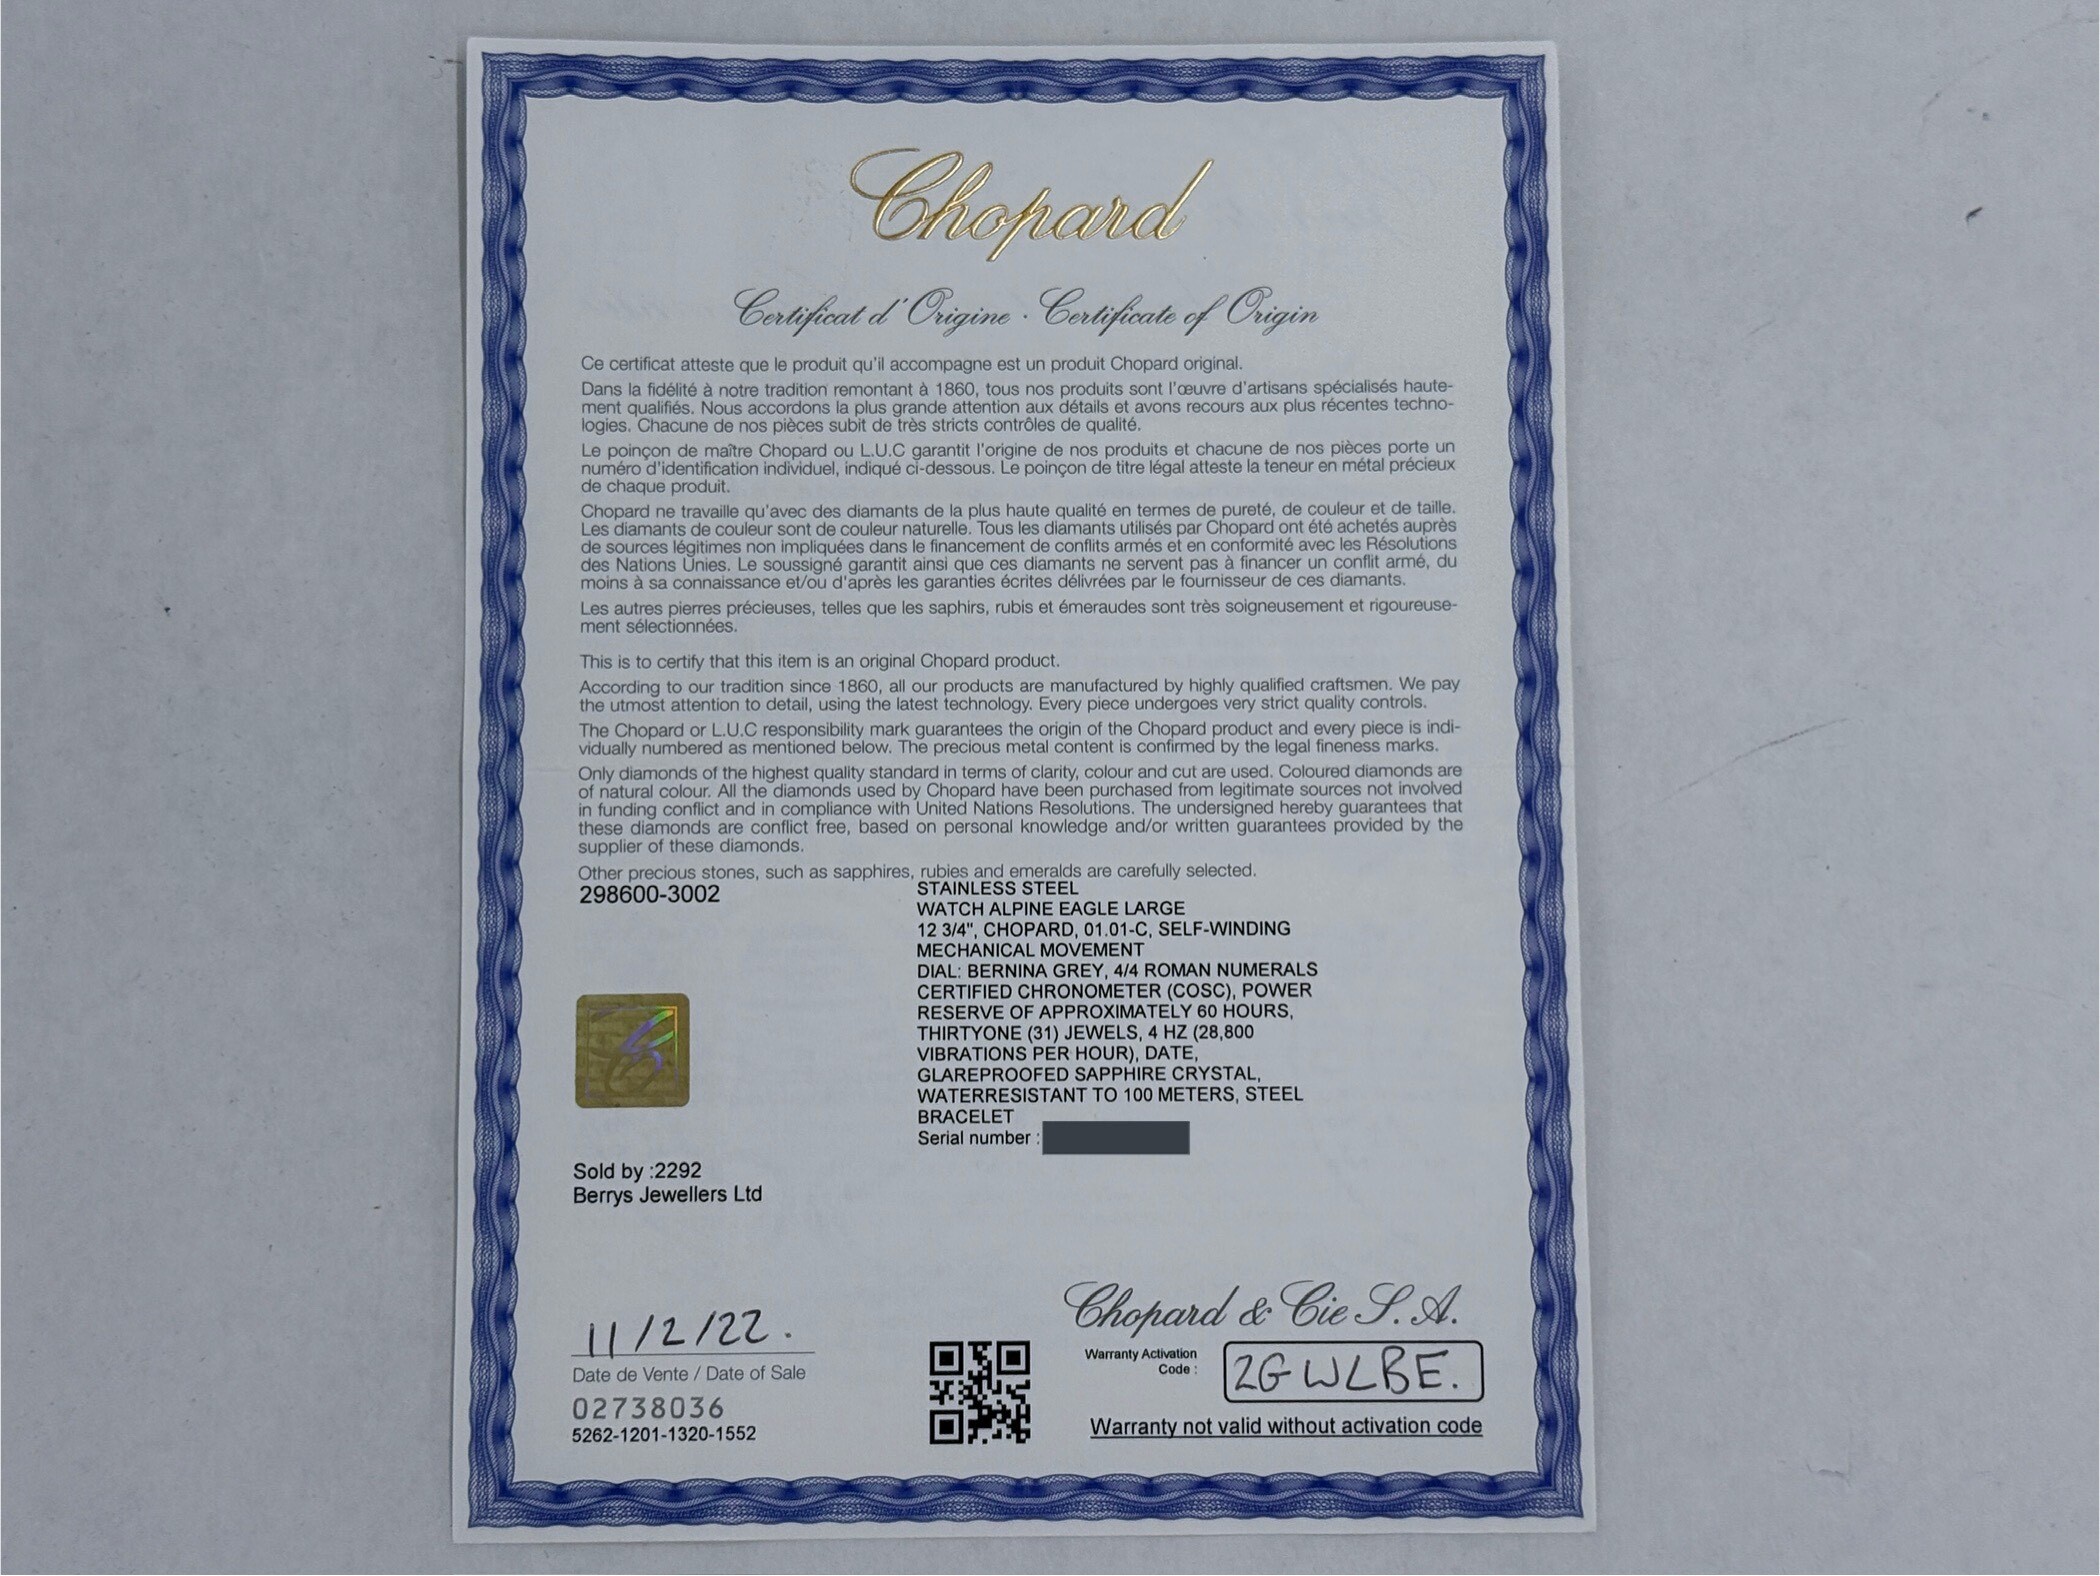 Chopard
Certificat d'Origine · Certificate of Origin
Ce certificat atteste que le produit qu'il accompagne est un produit Chopard original.
Dans la fidélité à notre tradition remontant à 1860, tous nos produits sont l'œuvre d'artisans spécialisés haute-
ment qualifiés. Nous accordons la plus grande attention aux détails et avons recours aux plus récentes techno-
logies. Chacune de nos pièces subit de très stricts contrôles de qualité.
Le poinçon de maître Chopard ou L.U.C garantit l'origine de nos produits et chacune de nos pièces porte un
numéro d'identification individuel, indiqué ci-dessous. Le poinçon de titre légal atteste la teneur en métal précieux
de chaque produit.
Chopard ne travaille qu'avec des diamants de la plus haute qualité en termes de pureté, de couleur et de taille.
Les diamants de couleur sont de couleur naturelle. Tous les diamants utilisés par Chopard ont été achetés auprès
de sources légitimes non impliquées dans le financement de conflits armés et en conformité avec les Résolutions
des Nations Unies. Le soussigné garantit ainsi que ces diamants ne servent pas à financer un conflit armé, du
moins à sa connaissance et/ou d'après les garanties écrites délivrées par le fournisseur de ces diamants.
Les autres pierres précieuses, telles que les saphirs, rubis et émeraudes sont très soigneusement et rigoureuse-
ment sélectionnées.
This is to certify that this item is an original Chopard product.
According to our tradition since 1860, all our products are manufactured by highly qualified craftsmen. We pay
the utmost attention to detail, using the latest technology. Every piece undergoes very strict quality controls.
The Chopard or L.U.C responsibility mark guarantees the origin of the Chopard product and every piece is indi-
vidually numbered as mentioned below. The precious metal content is confirmed by the legal fineness marks.
Only diamonds of the highest quality standard in terms of clarity, colour and cut are used. Coloured diamonds are
of natural colour. All the diamonds used by Chopard have been purchased from legitimate sources not involved
in funding conflict and in compliance with United Nations Resolutions. The undersigned hereby guarantees that
these diamonds are conflict free, based on personal knowledge and/or written guarantees provided by the
supplier of these diamonds.
Other precious stones, such as sapphires, rubies and emeralds are carefully selected.
298600-3002
STAINLESS STEEL
WATCH ALPINE EAGLE LARGE
12 3/4", CHOPARD, 01.01-C, SELF-WINDING
MECHANICAL MOVEMENT
DIAL: BERNINA GREY, 4/4 ROMAN NUMERALS
CERTIFIED CHRONOMETER (COSC), POWER
RESERVE OF APPROXIMATELY 60 HOURS,
THIRTYONE (31) JEWELS, 4 HZ (28,800
VIBRATIONS PER HOUR), DATE,
GLAREPROOFED SAPPHIRE CRYSTAL,
WATERRESISTANT TO 100 METERS, STEEL
BRACELET
Serial number :
Sold by :2292
Berrys Jewellers Ltd
11/2/22.
Date de Vente / Date of Sale
02738036
5262-1201-1320-1552
Chopard & Cie S.A.
Warranty Activation
Code :
2GWLBE.
Warranty not valid without activation code